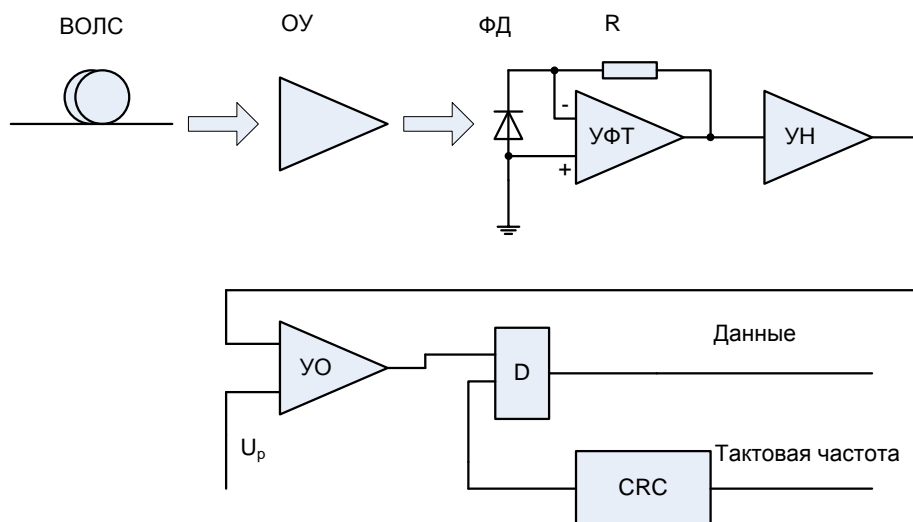 ВОЛС ОУ ФД R
-
УФТ УН
+
Данные
УО
D
Uр
Тактовая частота
CRC